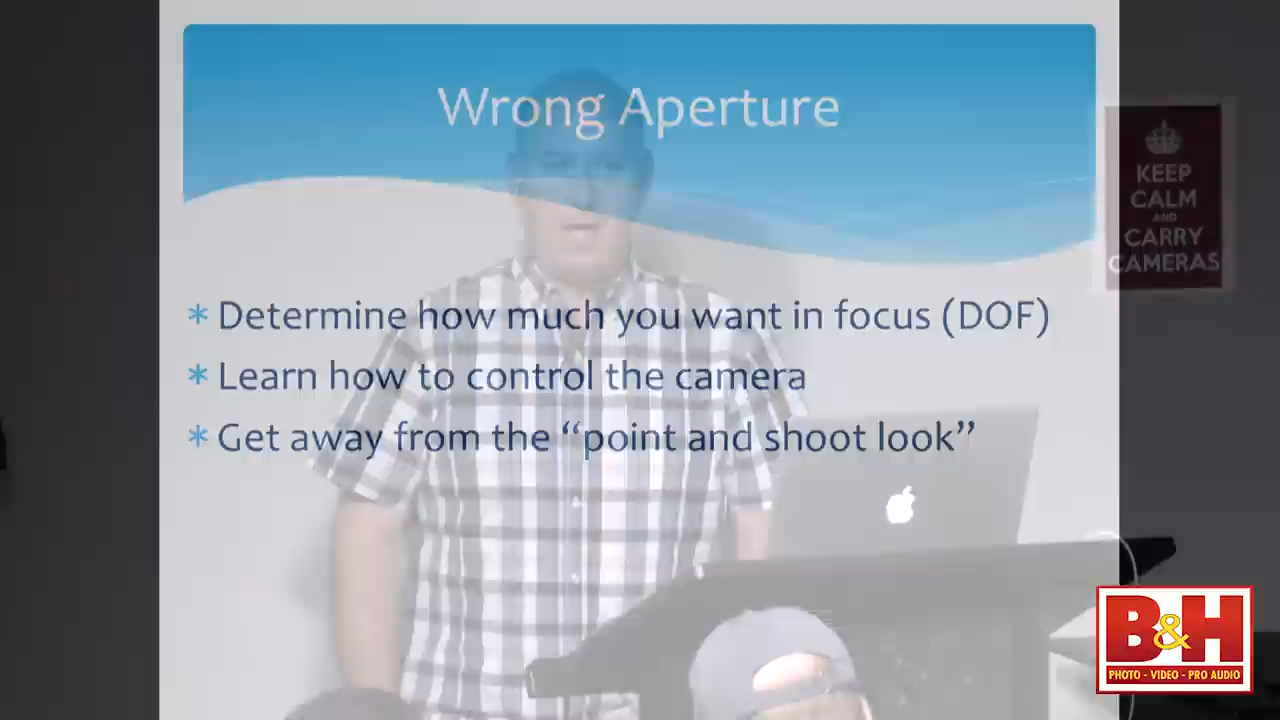 Wrong Aperture
KEEP
CALM
AND
CARRY
CAMERAS
* Determine how much you want in focus (DOF)
* Learn how to control the camera
* Get away from the “point and shoot look”
B&H
PHOTO - VIDEO - PRO AUDIO